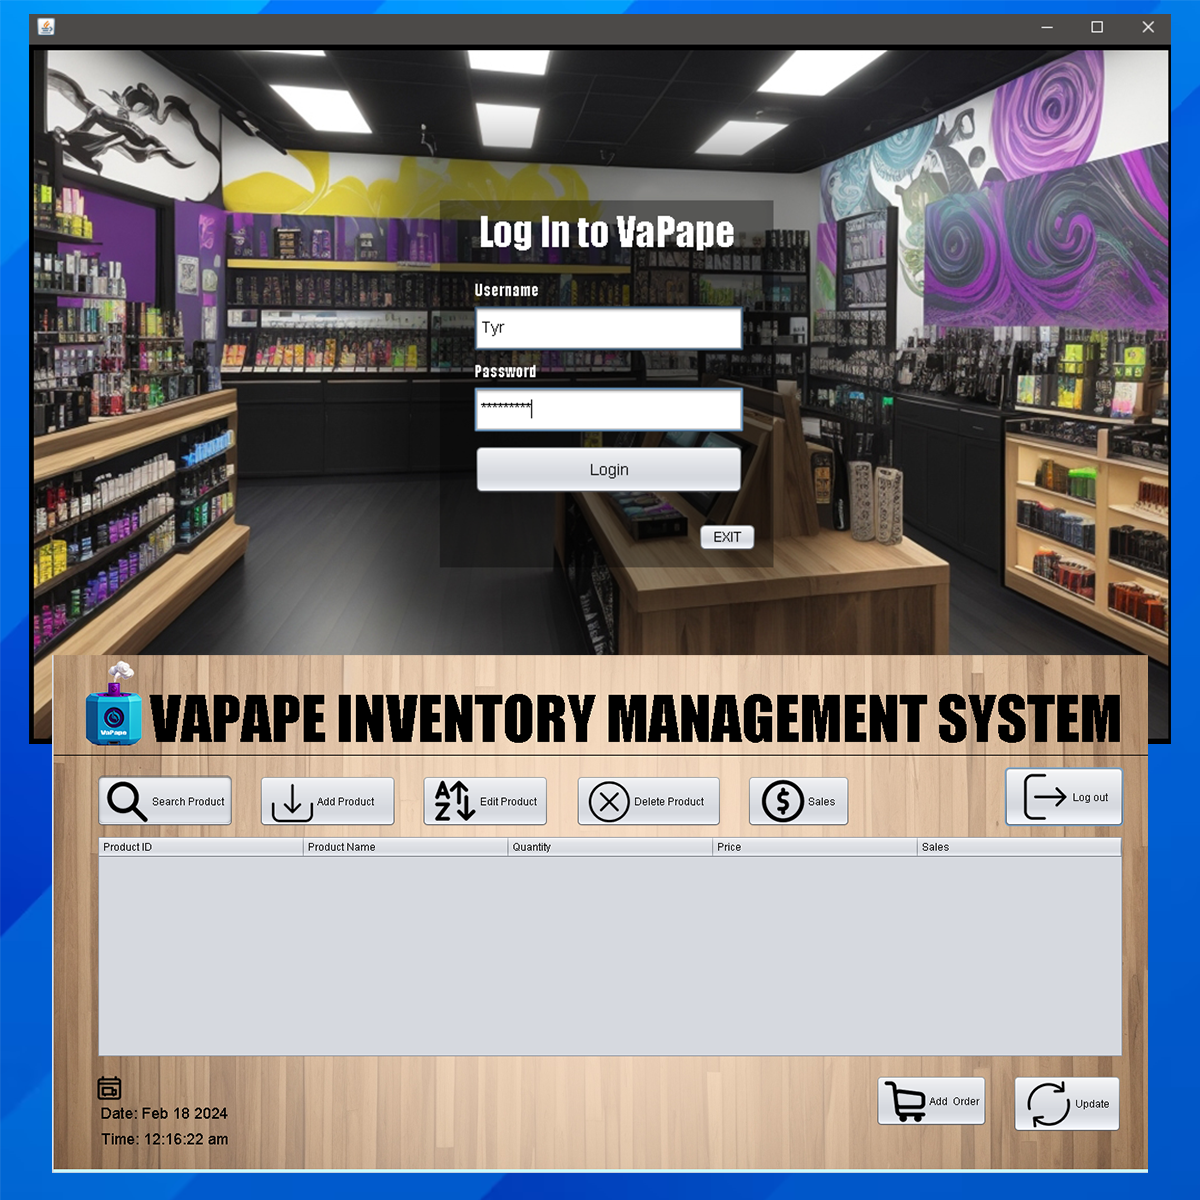 Log In to VaPape
Username
Tyr
Password
*********
Login
EXIT
VaPape
VAPAPE INVENTORY MANAGEMENT SYSTEM
Search Product
Add Product
A
Z
Edit Product
Delete Product
$
Sales
Log out
Product ID Product Name Quantity Price Sales
Date: Feb 18 2024
Time: 12:16:22 am
Add Order
Update